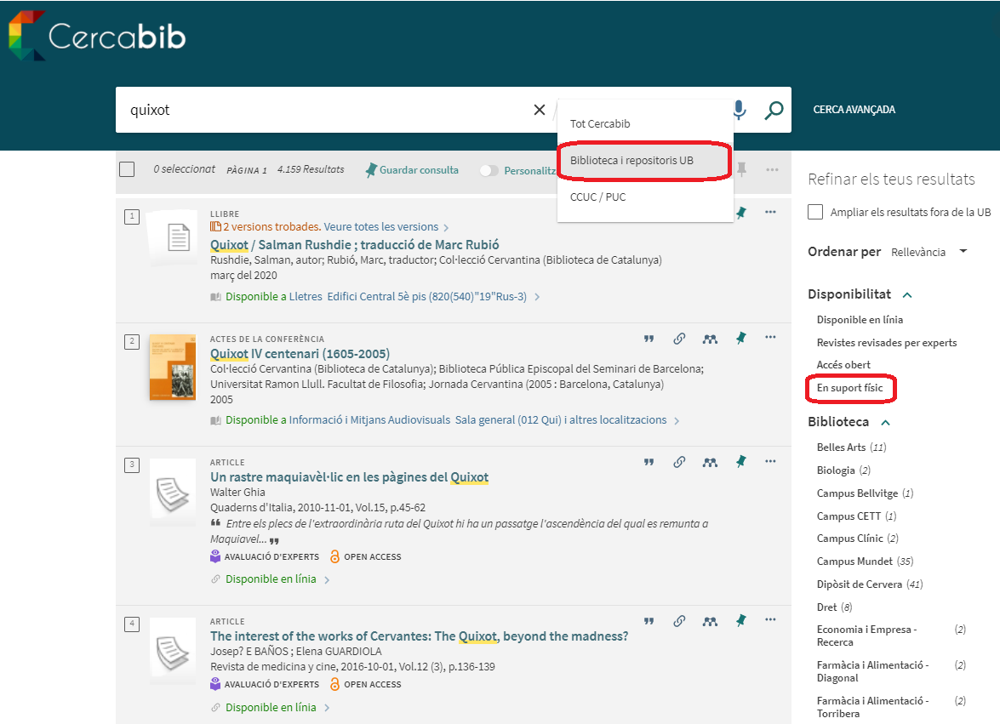 Cercabib
quixot
CERCA AVANÇADA
Tot Cercabib
Biblioteca i repositoris UB
CCUC / PUC
0 seleccionat PÀGINA 1 4.159 Resultats Guardar consulta Personalitz
1
LLIBRE
2 versions trobades. Veure totes les versions
Quixot / Salman Rushdie ; traducció de Marc Rubió
Rushdie, Salman, autor; Rubió, Marc, traductor; Col·lecció Cervantina (Biblioteca de Catalunya)
març del 2020
Disponible a Lletres Edifici Central 5è pis (820(540)"19"Rus-3)
2
ACTES DE LA CONFERÈNCIA
Quixot IV centenari (1605-2005)
Col·lecció Cervantina (Biblioteca de Catalunya); Biblioteca Pública Episcopal del Seminari de Barcelona;
Universitat Ramon Llull. Facultat de Filosofia; Jornada Cervantina (2005 : Barcelona, Catalunya)
2005
Disponible a Informació i Mitjans Audiovisuals Sala general (012 Qui) i altres localitzacions
3
ARTICLE
Un rastre maquiavèl·lic en les pàgines del Quixot
Walter Ghia
Quaderns d'Italia, 2010-11-01, Vol.15, p.45-62
Entre els plecs de l'extraordinària ruta del Quixot hi ha un passatge l'ascendència del qual es remunta a
Maquiavel...
AVALUACIÓ D'EXPERTS OPEN ACCESS
Disponible en línia
4
ARTICLE
The interest of the works of Cervantes: The Quixot, beyond the madness?
Josep? E BAÑOS ; Elena GUARDIOLA
Revista de medicina y cine, 2016-10-01, Vol.12 (3), p.136-139
AVALUACIÓ D'EXPERTS OPEN ACCESS
Disponible en línia
Refinar els teus resultats
Ampliar els resultats fora de la UB
Ordenar per Rellevància
Disponibilitat
Disponible en línia
Revistes revisades per experts
Accés obert
En suport físic
Biblioteca
Belles Arts (11)
Biologia (2)
Campus Bellvitge (1)
Campus CETT (1)
Campus Clínic (2)
Campus Mundet (35)
Dipòsit de Cervera (41)
Dret (8)
Economia i Empresa - (2)
Recerca
Farmàcia i Alimentació - (2)
Diagonal
Farmàcia i Alimentació - (2)
Torribera